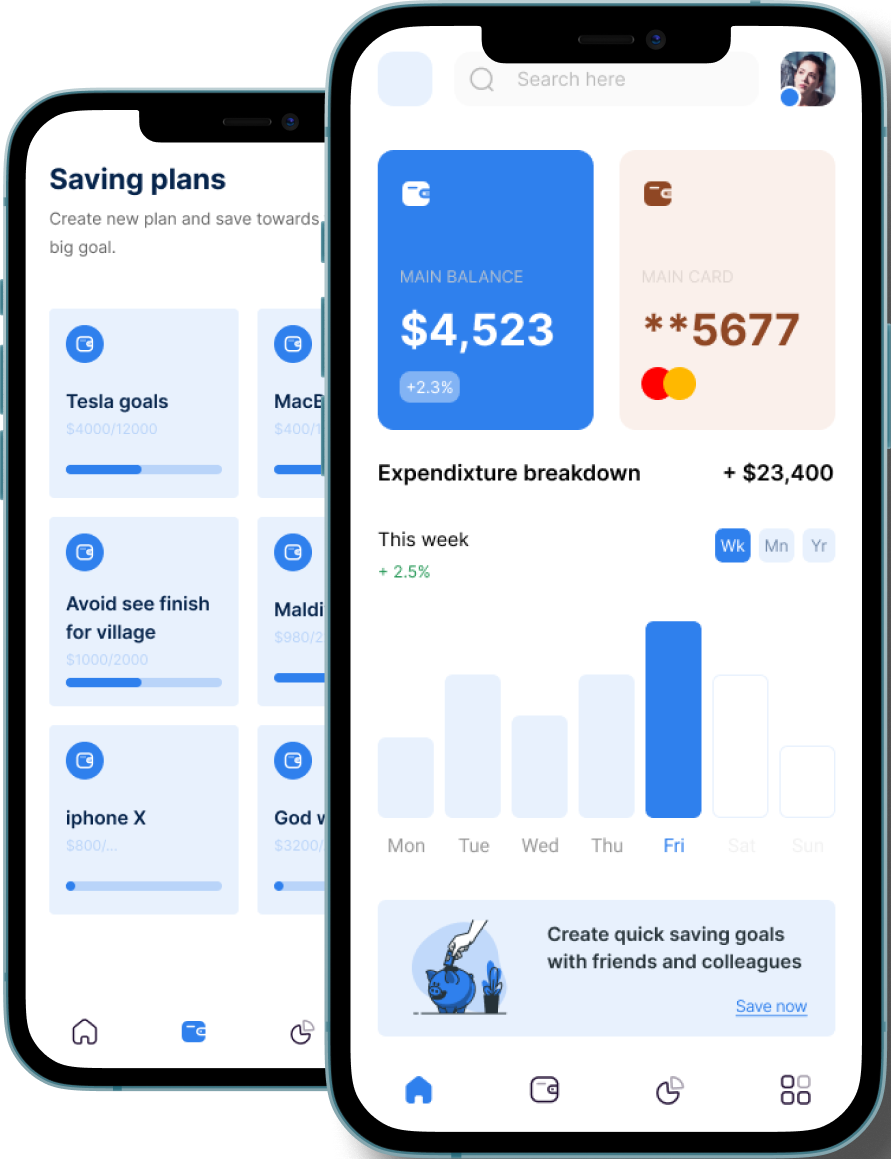 Saving plans
Create new plan and save towards
big goal.
Tesla goals
$4000/12000
Avoid see finish
for village
$1000/2000
Maldi
$980/2
iphone X
$800/...
God
$3200/
$400/1
Search here
MAIN BALANCE
$4,523
+2.3%
MAIN CARD
**5677
Expendixture breakdown
+ $23,400
This week
+ 2.5%
Wk Mn Yr
Mon Tue Wed Thu Fri Sat Sun
Create quick saving goals
with friends and colleagues
Save now